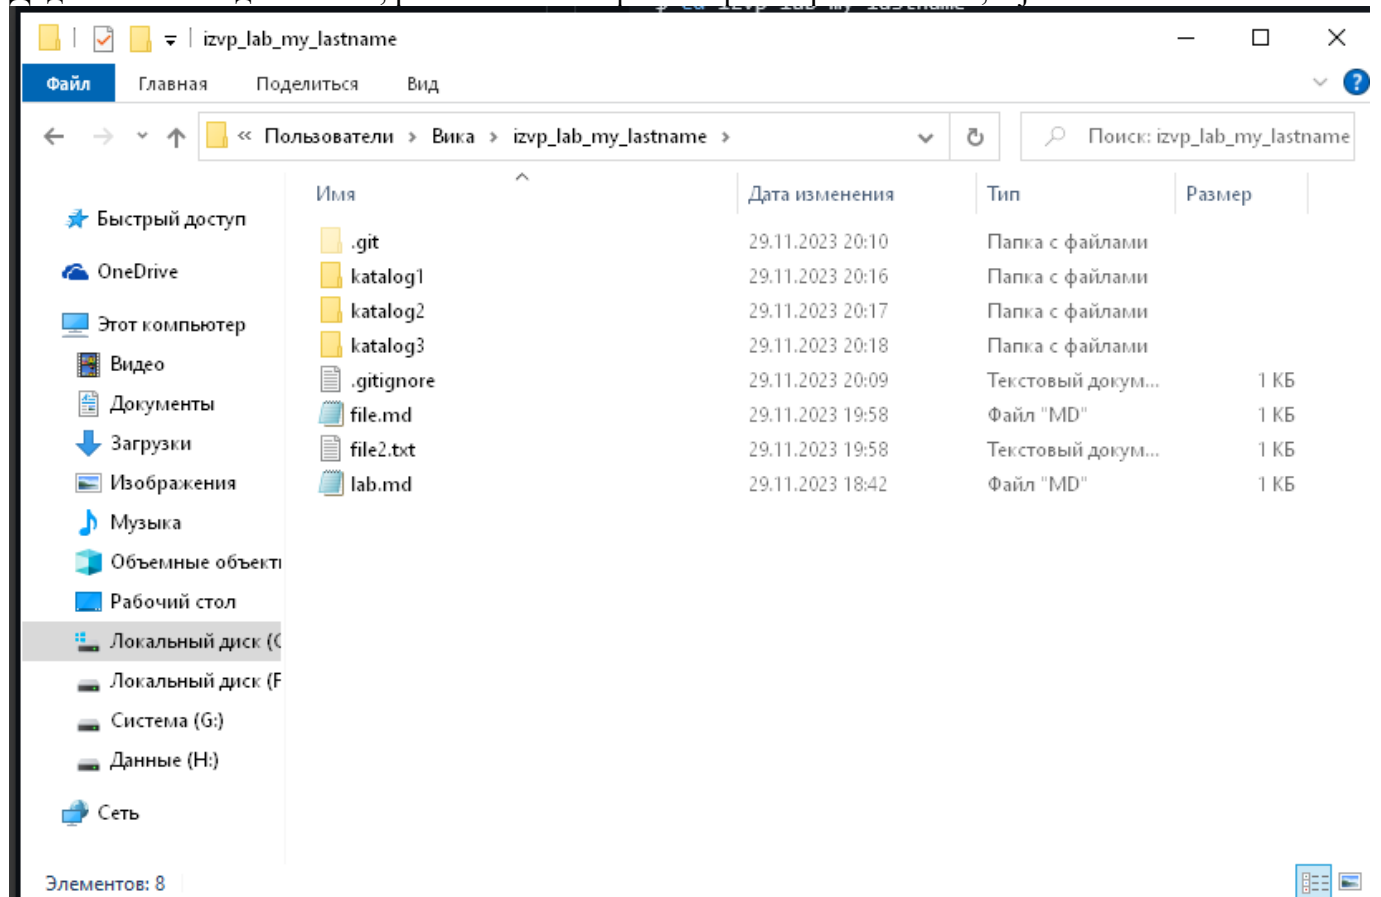 $ cd izvp_lab_my_lastname
izvp_lab_my_lastname
Файл Главная Поделиться Вид
« Пользователи › Вика › izvp_lab_my_lastname ›
Поиск: izvp_lab_my_lastname
Имя Дата изменения Тип Размер
.git 29.11.2023 20:10 Папка с файлами
katalog1 29.11.2023 20:16 Папка с файлами
katalog2 29.11.2023 20:17 Папка с файлами
katalog3 29.11.2023 20:18 Папка с файлами
.gitignore 29.11.2023 20:09 Текстовый докум... 1 КБ
file.md 29.11.2023 19:58 Файл "MD" 1 КБ
file2.txt 29.11.2023 19:58 Текстовый докум... 1 КБ
lab.md 29.11.2023 18:42 Файл "MD" 1 КБ
Быстрый доступ
OneDrive
Этот компьютер
Видео
Документы
Загрузки
Изображения
Музыка
Объемные объекты
Рабочий стол
Локальный диск (C
Локальный диск (F
Система (G:)
Данные (H:)
Сеть
Элементов: 8